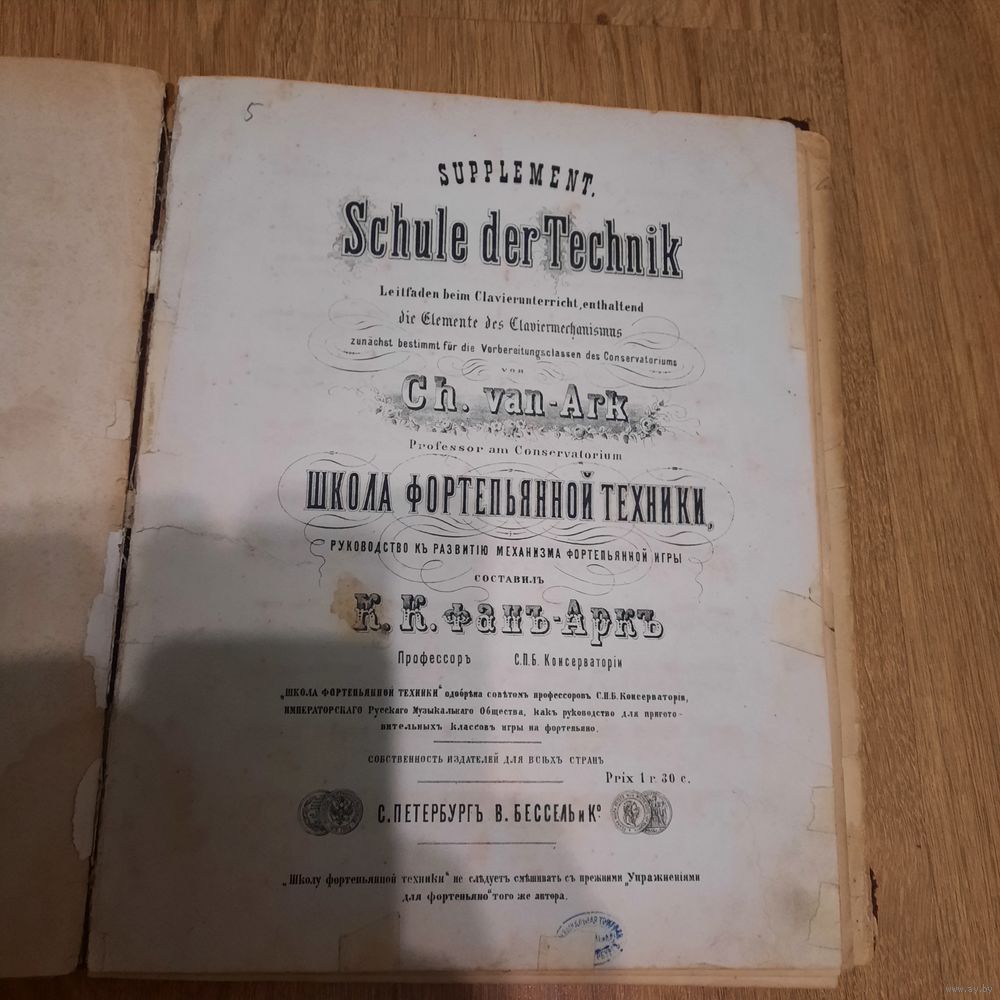 5
SUPPLEMENT.
Schule der Technik
Leitfaden beim Clavierunterricht, enthaltend
die Elemente des Claviermechanismus
zunächst bestimmt für die Vorbereitungsclassen des Conservatoriums
von
Ch. van-Ark
Professor am Conservatorium
ШКОЛА ФОРТЕПЬЯННОЙ ТЕХНИКИ,
РУКОВОДСТВО КЪ РАЗВИТІЮ МЕХАНИЗМА ФОРТЕПЬЯННОЙ ИГРЫ
СОСТАВИЛЪ
К. К. Фанъ-Аркъ
Профессоръ С.П.Б. Консерваторіи
„ШКОЛА ФОРТЕПЬЯННОЙ ТЕХНИКИ“ одобрѣна совѣтомъ профессоровъ С.П.Б. Консерваторіи,
ИМПЕРАТОРСКАГО Русскаго Музыкальнаго Общества, какъ руководство для пригото-
вительныхъ классовъ игры на фортепьяно.
СОБСТВЕННОСТЬ ИЗДАТЕЛЕЙ ДЛЯ ВСѢХЪ СТРАНЪ
Prix 1 r. 30 c.
С. ПЕТЕРБУРГЪ В. БЕССЕЛЬ и Ко.
„Школу фортепьянной техники“ не слѣдуетъ смѣшивать съ прежними „Упражненіями
для фортепьяно“ того же автора.
www.ay.by